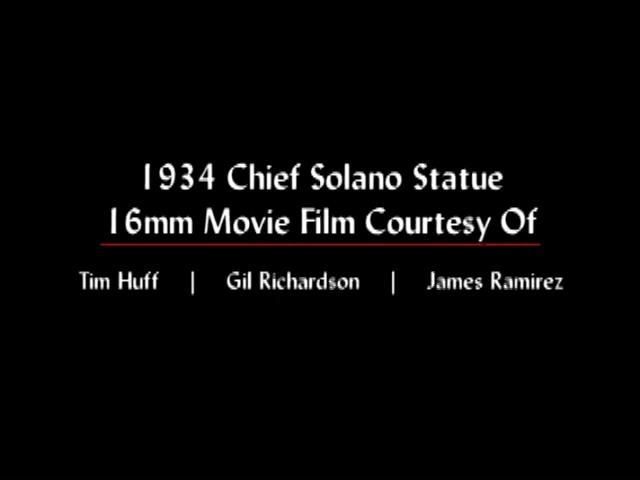 1934 Chief Solano Statue
16mm Movie Film Courtesy Of
Tim Huff | Gil Richardson | James Ramirez